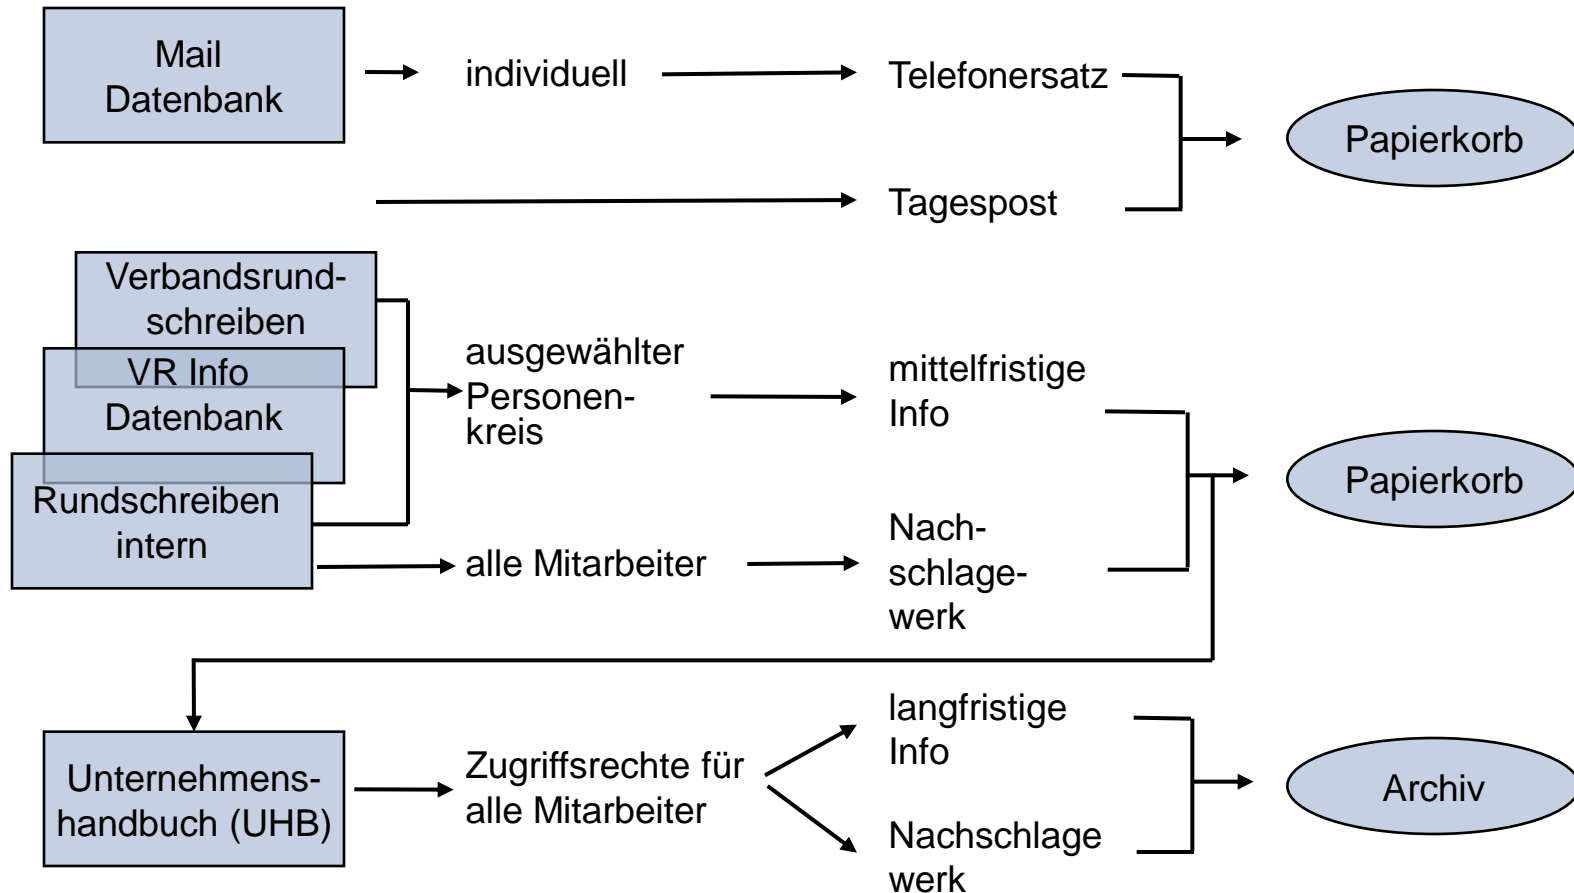 Mail
Datenbank
individuell
Telefonersatz
Papierkorb
Tagespost
Verbandsrund-
schreiben
VR Info
Datenbank
Rundschreiben
intern
ausgewählter
Personen-
kreis
mittelfristige
Info
Papierkorb
alle Mitarbeiter
Nach-
schlage-
werk
Unternehmens-
handbuch (UHB)
Zugriffsrechte für
alle Mitarbeiter
langfristige
Info
Nachschlage
werk
Archiv